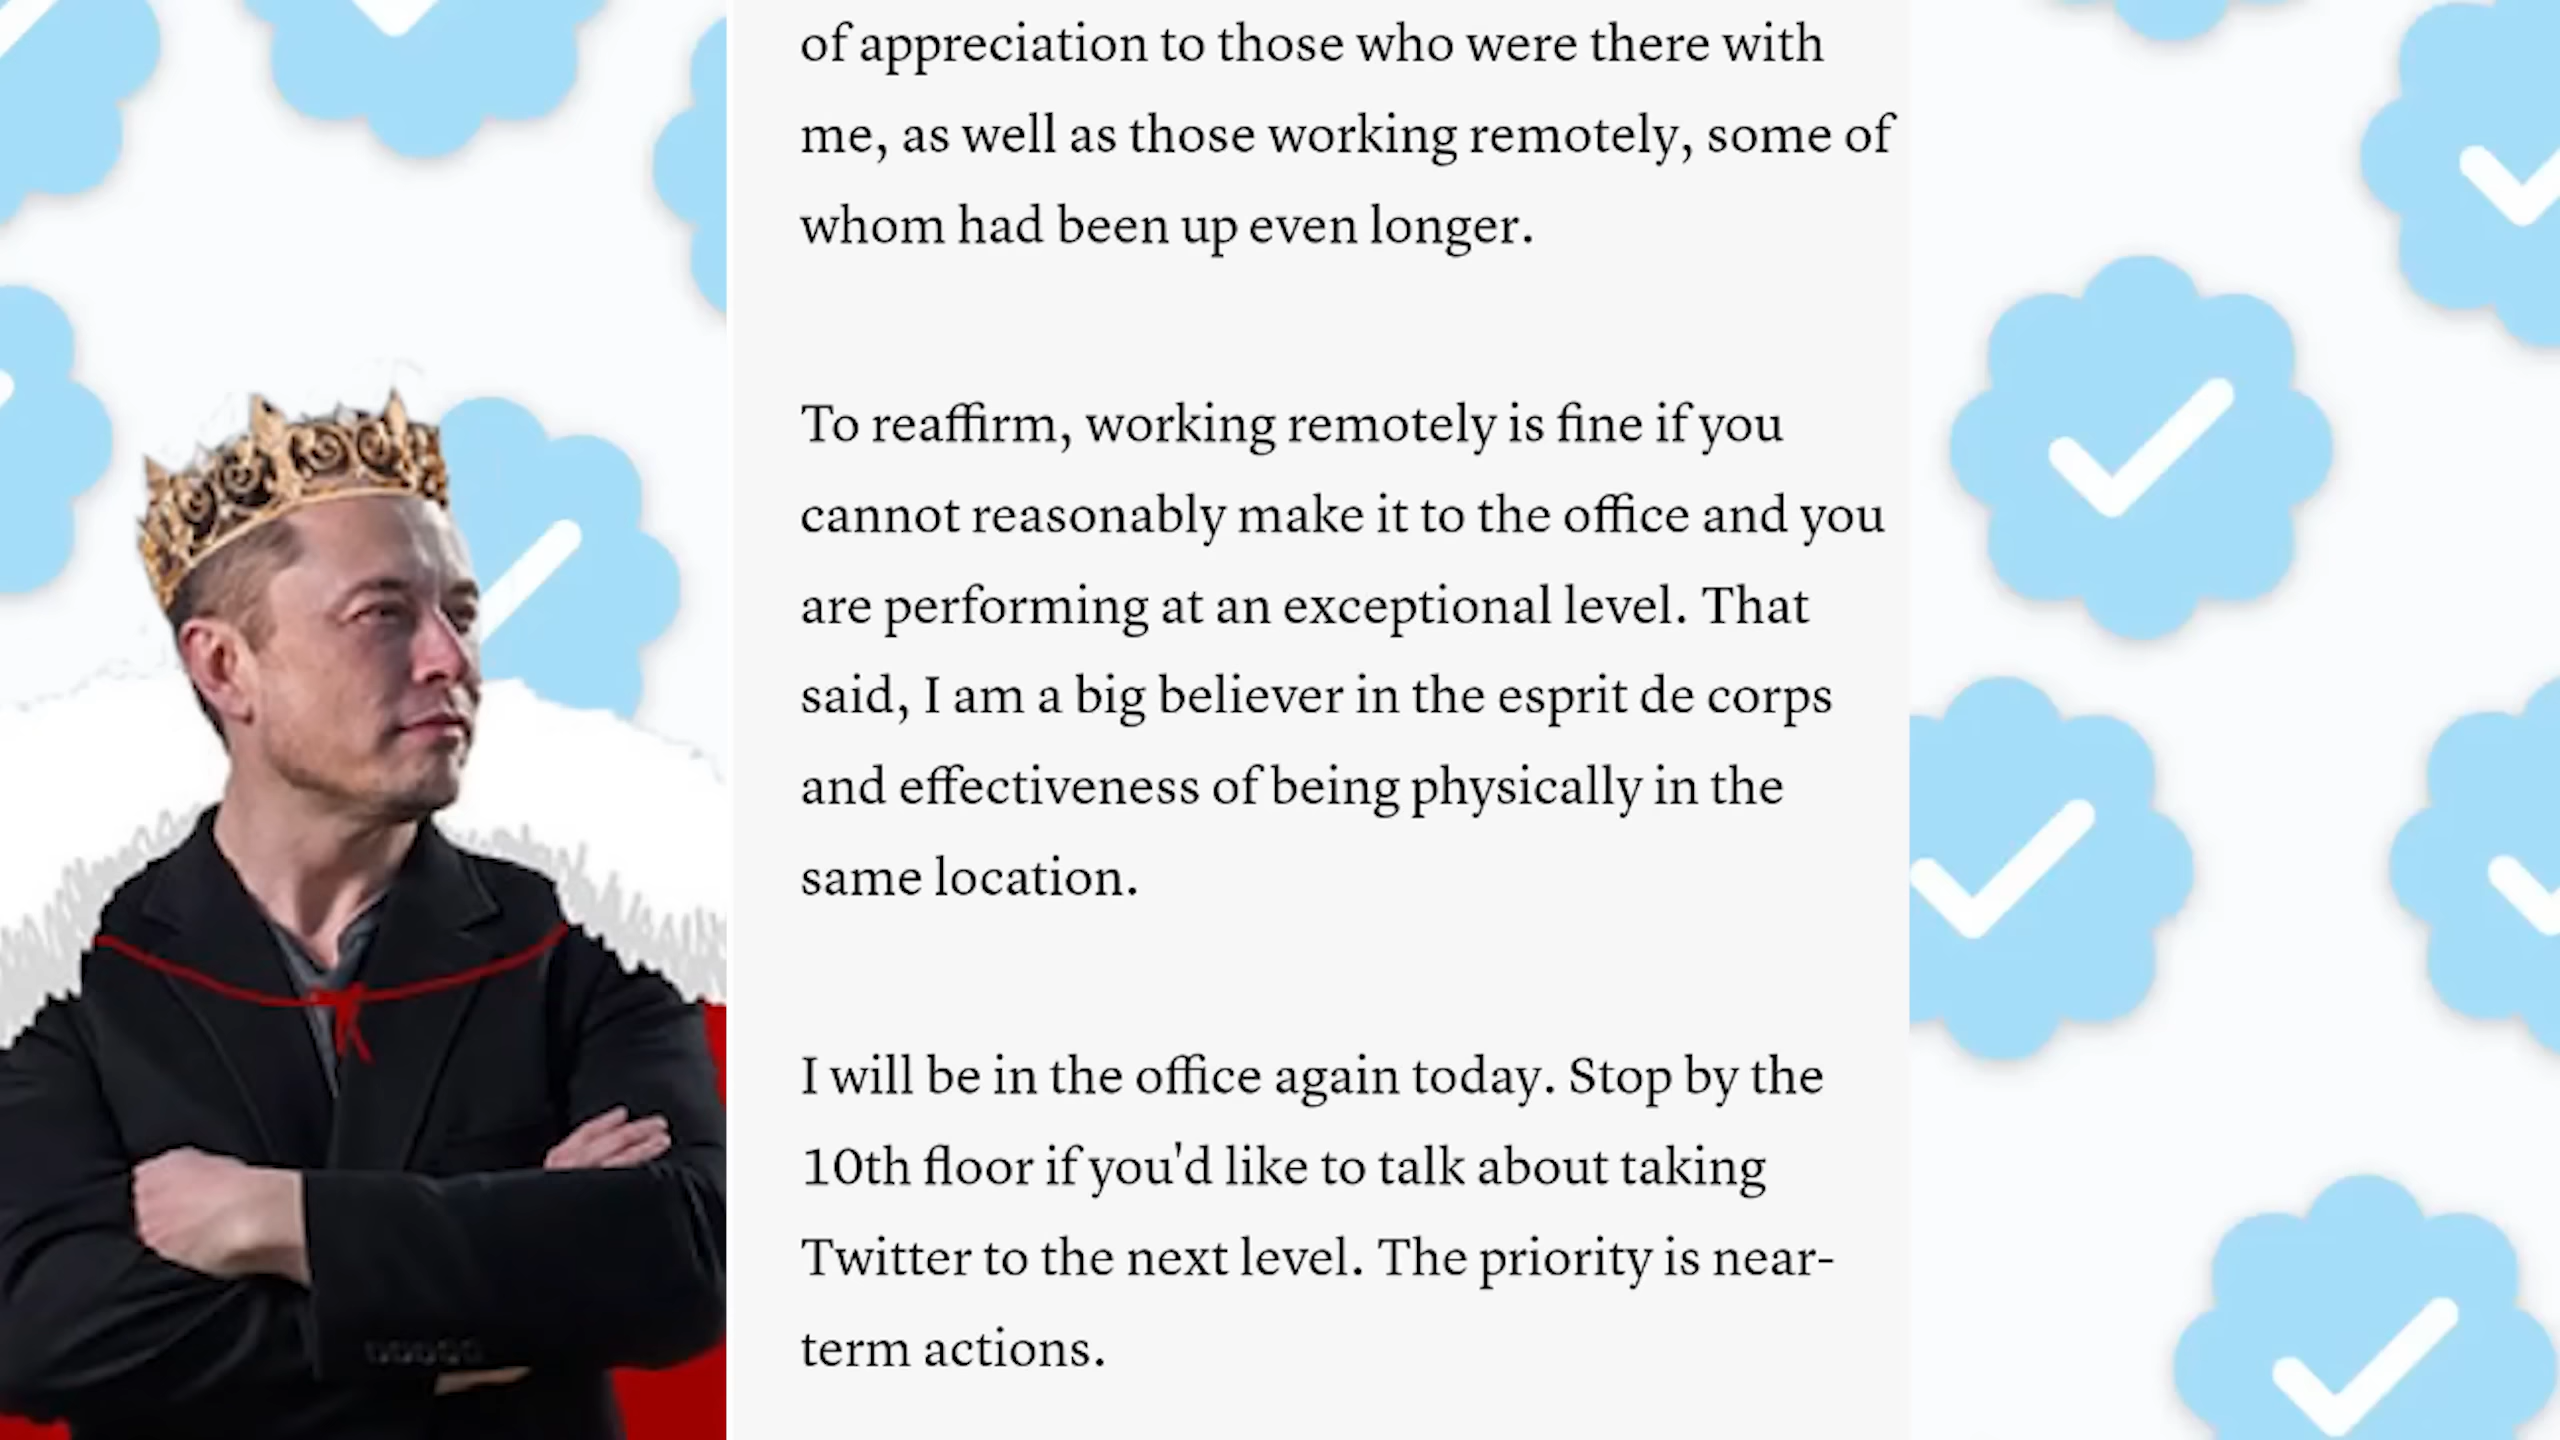 of appreciation to those who were there with
me, as well as those working remotely, some of
whom had been up even longer.
To reaffirm, working remotely is fine if you
cannot reasonably make it to the office and you
are performing at an exceptional level. That
said, I am a big believer in the esprit de corps
and effectiveness of being physically in the
same location.
I will be in the office again today. Stop by the
10th floor if you'd like to talk about taking
Twitter to the next level. The priority is near-
term actions.